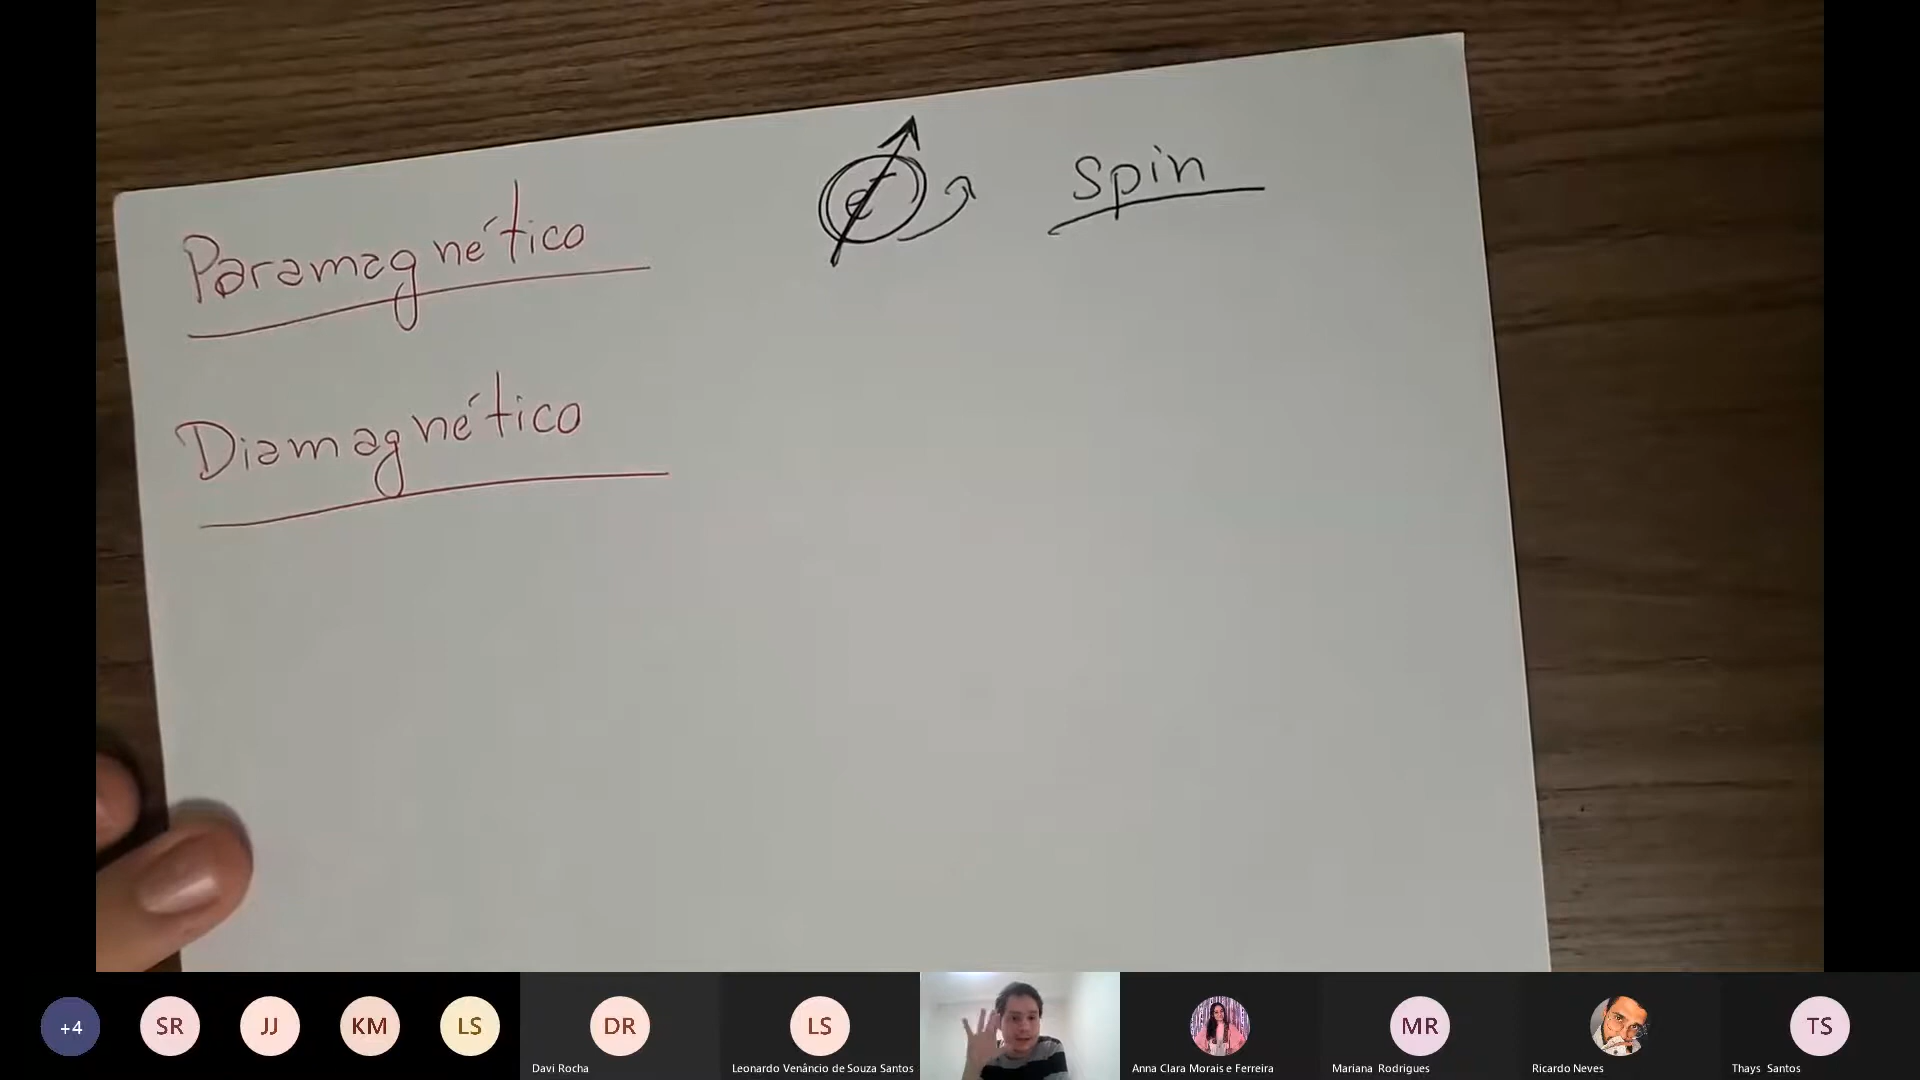 Paramagnético
e⁻
Spin
Diamagnético
+4
SR
JJ
KM
LS
DR
Davi Rocha
LS
Leonardo Venâncio de Souza Santos
Anna Clara Morais e Ferreira
MR
Mariana Rodrigues
Ricardo Neves
TS
Thays Santos